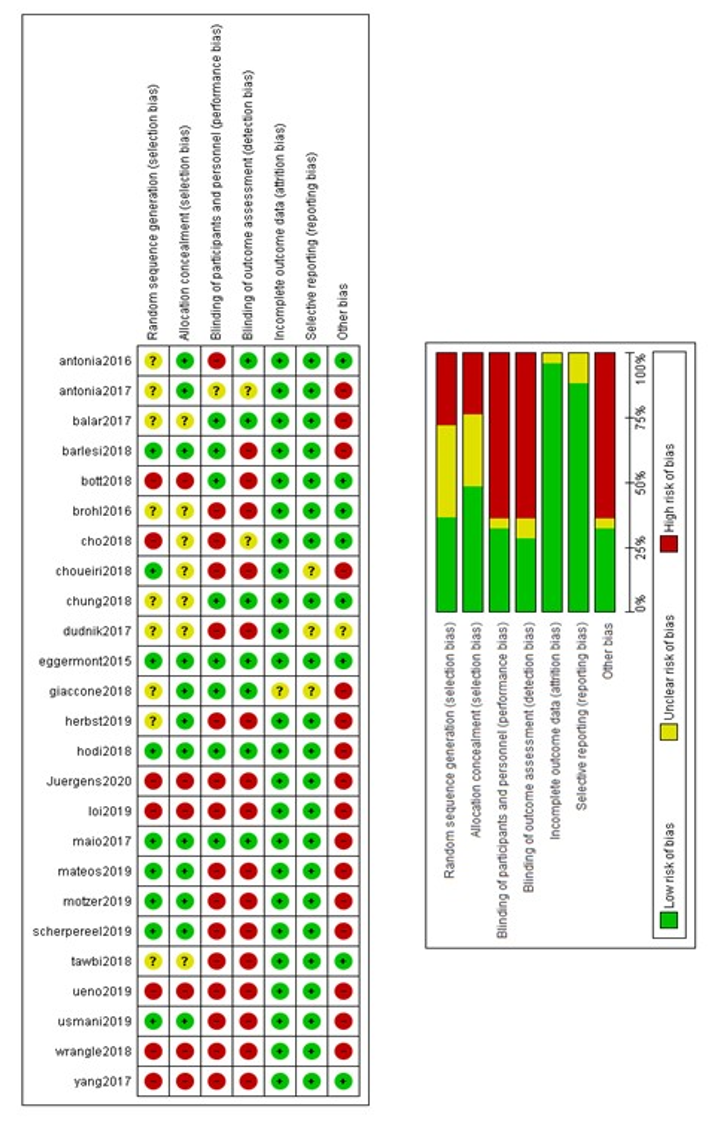 Random sequence generation (selection bias)
Allocation concealment (selection bias)
Blinding of participants and personnel (performance bias)
Blinding of outcome assessment (detection bias)
Incomplete outcome data (attrition bias)
Selective reporting (reporting bias)
Other bias
antonia2016 ? + - + + + +
antonia2017 ? + ? ? + + -
balar2017 ? ? + + + + -
barlesi2018 + + + - + + -
bott2018 - - + - + + +
brohl2016 ? ? - - + + +
cho2018 - ? - ? + + +
choueiri2018 + ? - - + ? -
chung2018 ? ? + + + + +
dudnik2017 ? ? - - + ? ?
eggermont2015 + + + + + + +
giaccone2018 ? + + + ? ? -
herbst2019 ? + - - + + -
hodi2018 + + + + + + -
Juergens2020 - - - - + + -
loi2019 - - - - + + -
maio2017 + + + + + + -
mateos2019 + + - - + + -
motzer2019 + + - - + + -
scherpereel2019 + + - - + + -
tawbi2018 ? ? - - + + +
ueno2019 - - - - + + -
usmani2019 + + - - + + -
wrangle2018 - - - - + + -
yang2017 - - - - + + +
Random sequence generation (selection bias)
Allocation concealment (selection bias)
Blinding of participants and personnel (performance bias)
Blinding of outcome assessment (detection bias)
Incomplete outcome data (attrition bias)
Selective reporting (reporting bias)
Other bias
0% 25% 50% 75% 100%
Low risk of bias
Unclear risk of bias
High risk of bias